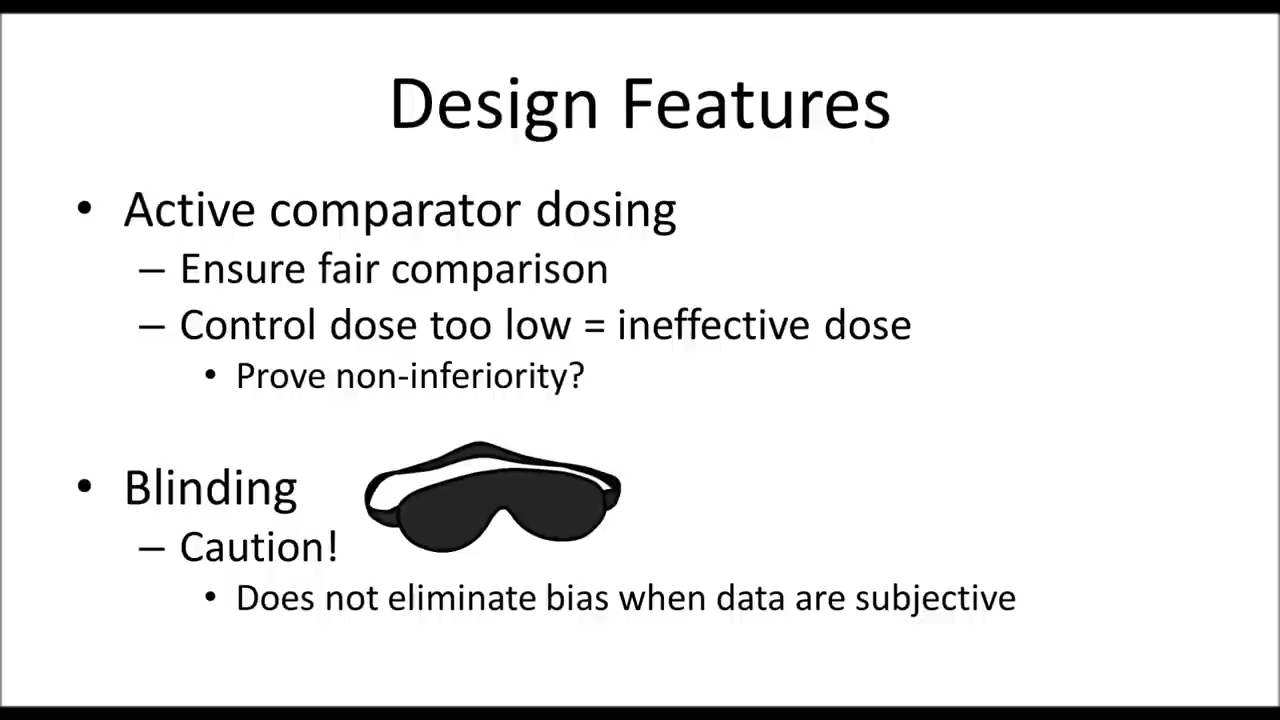 Design Features
• Active comparator dosing
– Ensure fair comparison
– Control dose too low = ineffective dose
• Prove non-inferiority?
• Blinding
– Caution!
• Does not eliminate bias when data are subjective